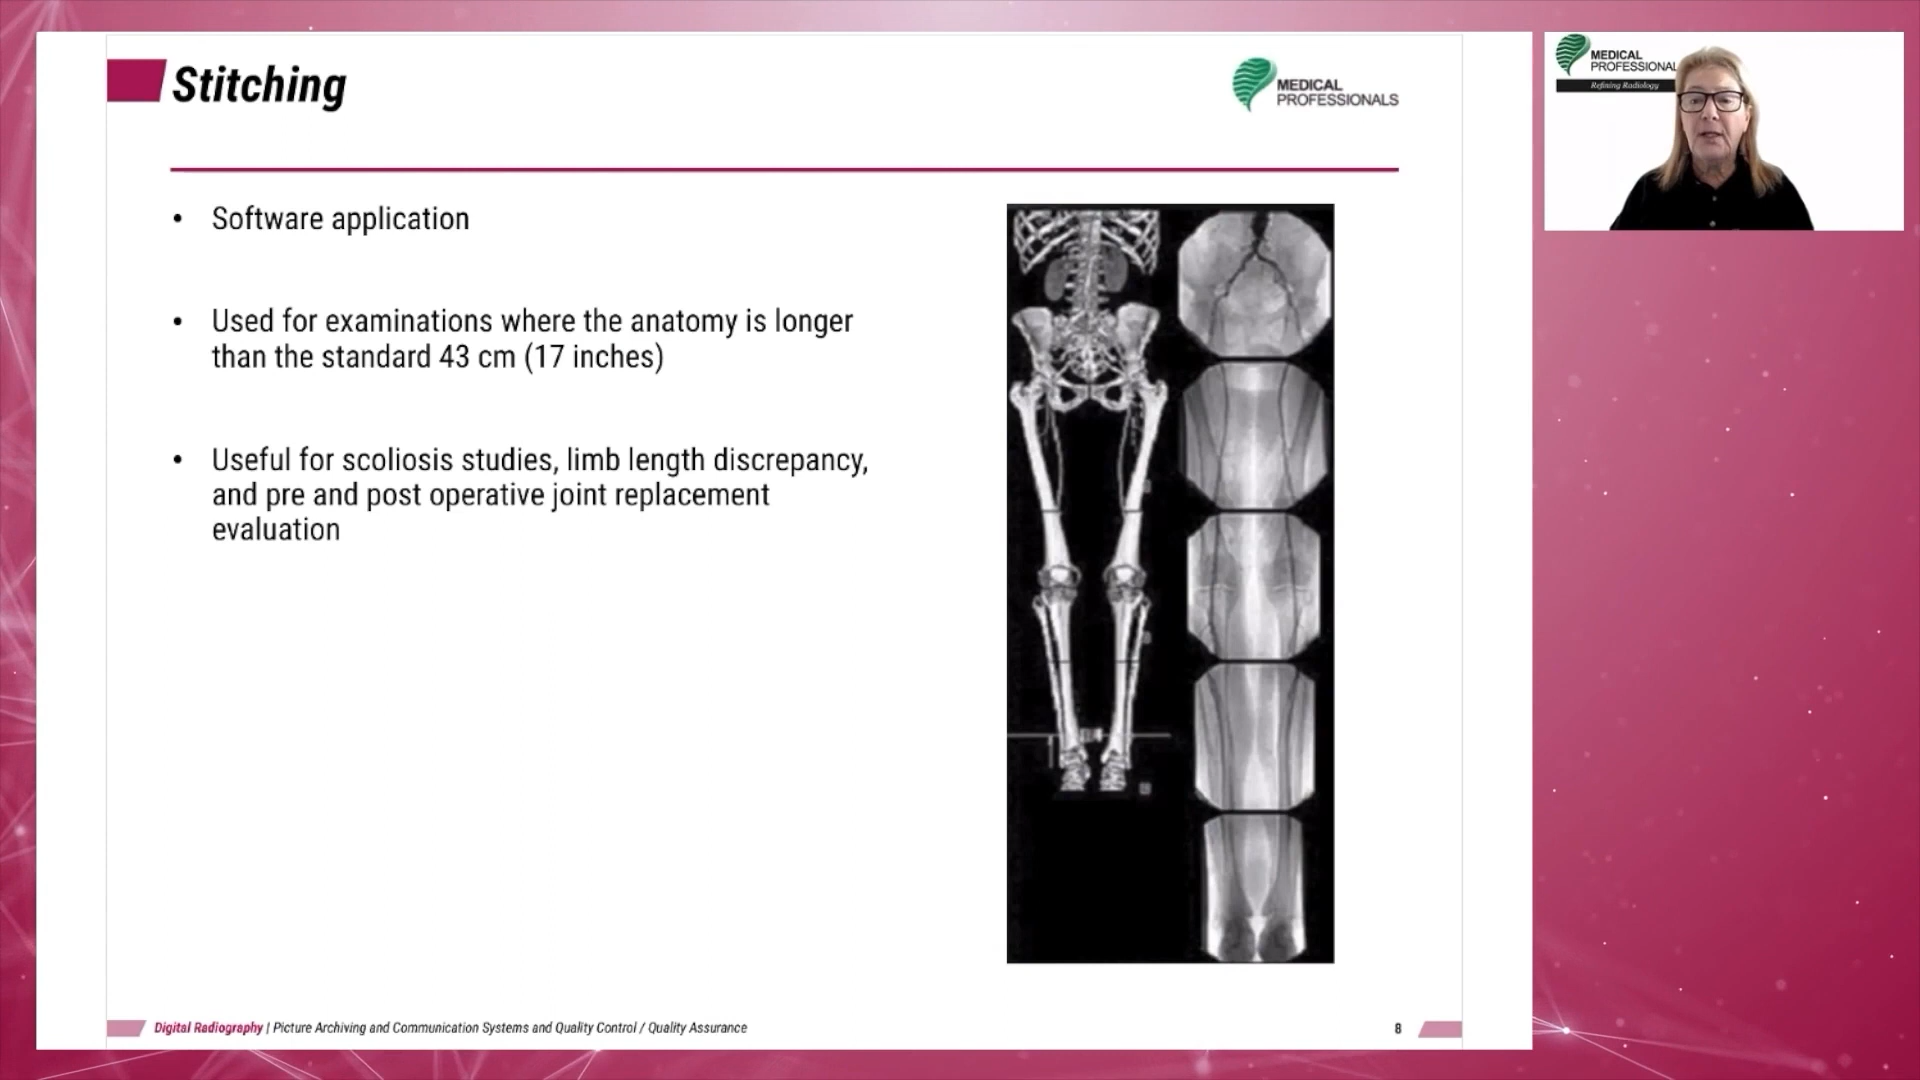 Stitching
MEDICAL
PROFESSIONALS
• Software application
• Used for examinations where the anatomy is longer
than the standard 43 cm (17 inches)
• Useful for scoliosis studies, limb length discrepancy,
and pre and post operative joint replacement
evaluation
Digital Radiography | Picture Archiving and Communication Systems and Quality Control / Quality Assurance
8
MEDICAL
PROFESSIONAL
Refining Radiology